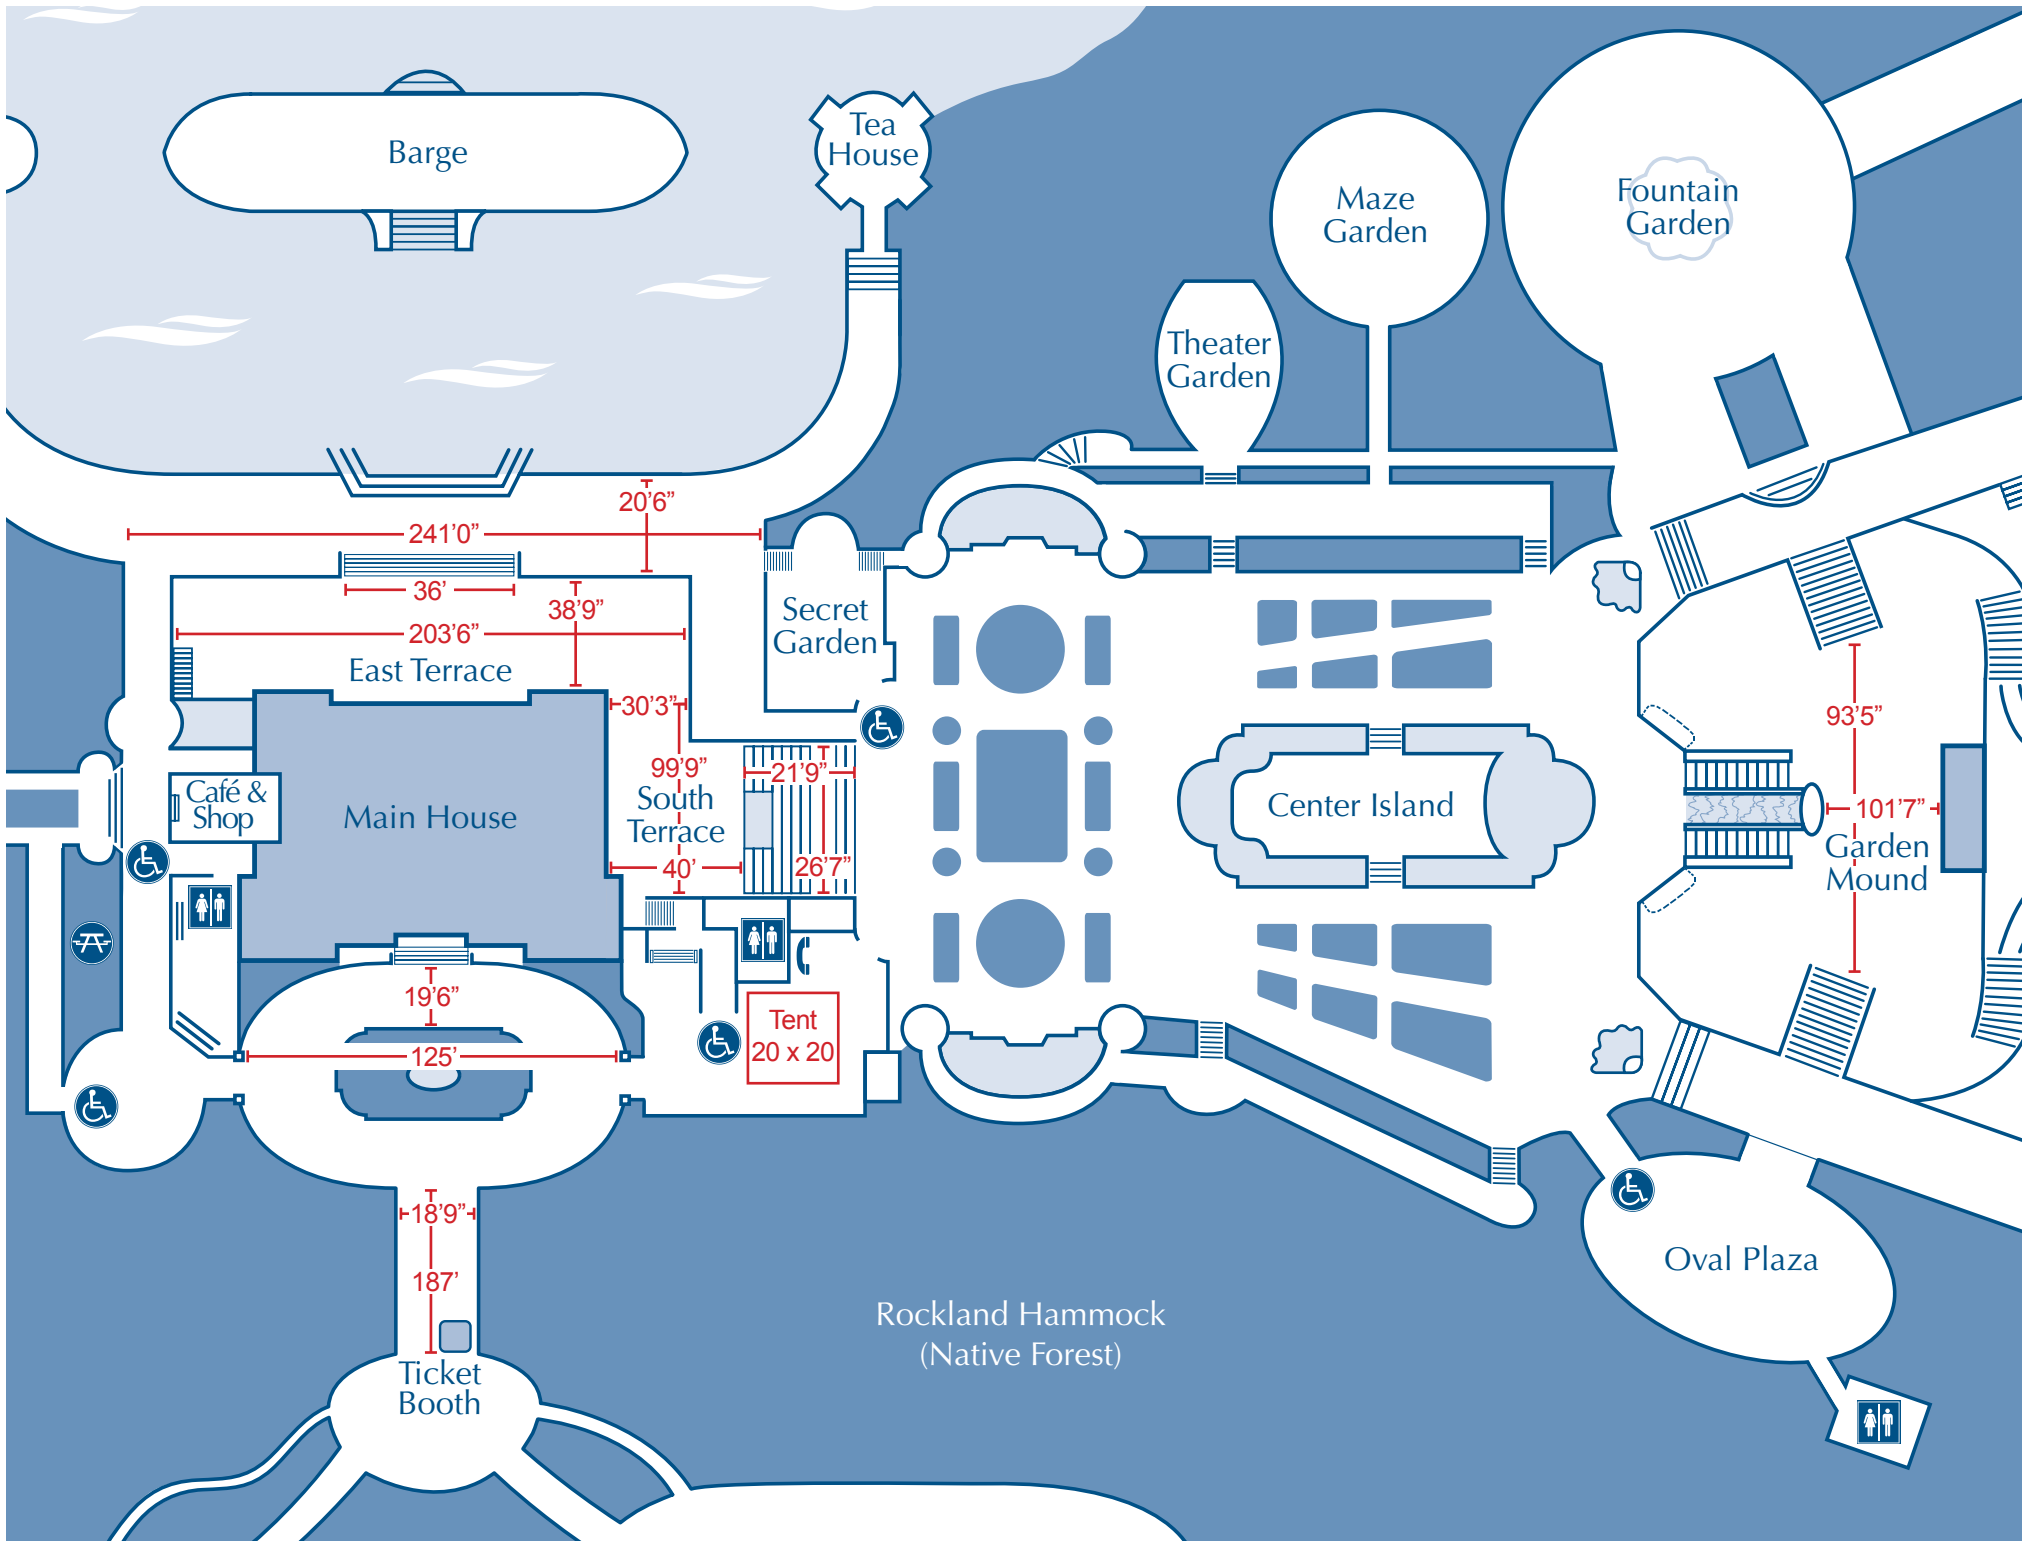 Barge
Tea
House
Maze
Garden
Fountain
Garden
Theater
Garden
20'6"
241'0"
36'
38'9"
203'6"
East Terrace
Secret
Garden
30'3"
93'5"
99'9"
21'9"
Café &
Shop
Main House
South
Terrace
Center Island
101'7"
Garden
Mound
40'
26'7"
19'6"
Tent
20 x 20
125'
18'9"
187'
Oval Plaza
Rockland Hammock
(Native Forest)
Ticket
Booth